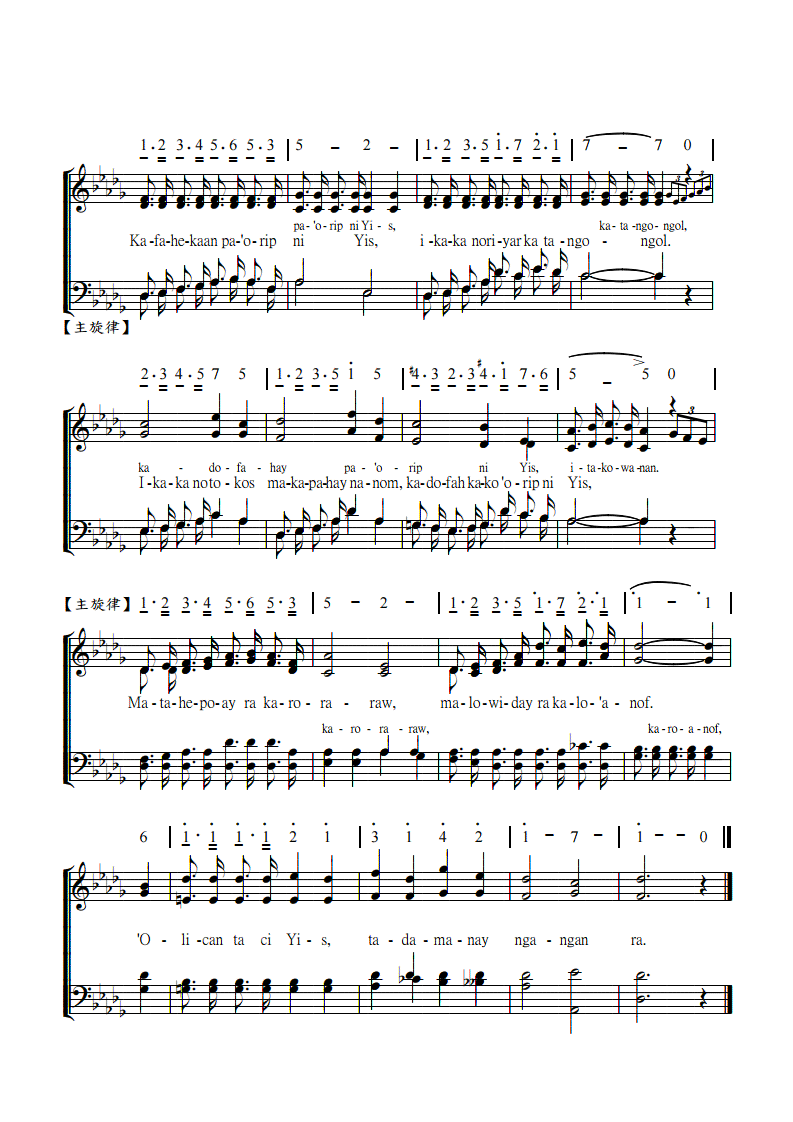 1 . 2 3 . 4 5 . 6 5 . 3 | 5 – 2 – | 1 . 2 3 . 5 1 . 7 2 . 1 | 7 – 7 0 |
pa-'o-rip ni Yi-s, ka-ta-ngo-ngol,
Ka-fa-he-kaan pa-'o-rip ni Yis, i-ka-ka no-ri-yar ka ta-ngo-ngol.
【主旋律】
2 . 3 4 . 5 7 5 | 1 . 2 3 . 5 1 5 | #4 . 3 2 . 3 #4 . 1 7 . 6 | 5 – 5 0 |
ka-do-fa-hay pa-'o-rip ni Yis, i-ta-ko-wa-nan.
I-ka-ka no to-kos ma-ka-pa-hay na-nom, ka-do-fah ka-ko 'o-rip ni Yis,
【主旋律】 1 . 2 3 . 4 5 . 6 5 . 3 | 5 – 2 – | 1 . 2 3 . 5 1 . 7 2 . 1 | 1 – 1 |
Ma-ta-he-po-ay ra ka-ro-ra-raw, ma-lo-wi-day ra ka-lo-'a-nof.
ka-ro-ra-raw, ka-ro-a-nof,
6 | 1 . 1 1 . 1 2 1 | 3 1 4 2 | 1 – 7 – | 1 – 0
'O-li-can ta ci Yi-s, ta-da-ma-nay nga-ngan ra.